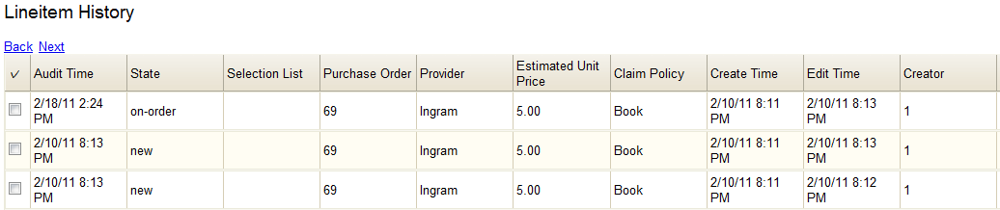 Lineitem History
Back Next
✓ Audit Time State Selection List Purchase Order Provider Estimated Unit Price Claim Policy Create Time Edit Time Creator
2/18/11 2:24 PM on-order 69 Ingram 5.00 Book 2/10/11 8:11 PM 2/10/11 8:13 PM 1
2/10/11 8:13 PM new 69 Ingram 5.00 Book 2/10/11 8:11 PM 2/10/11 8:13 PM 1
2/10/11 8:13 PM new 69 Ingram 5.00 Book 2/10/11 8:11 PM 2/10/11 8:12 PM 1